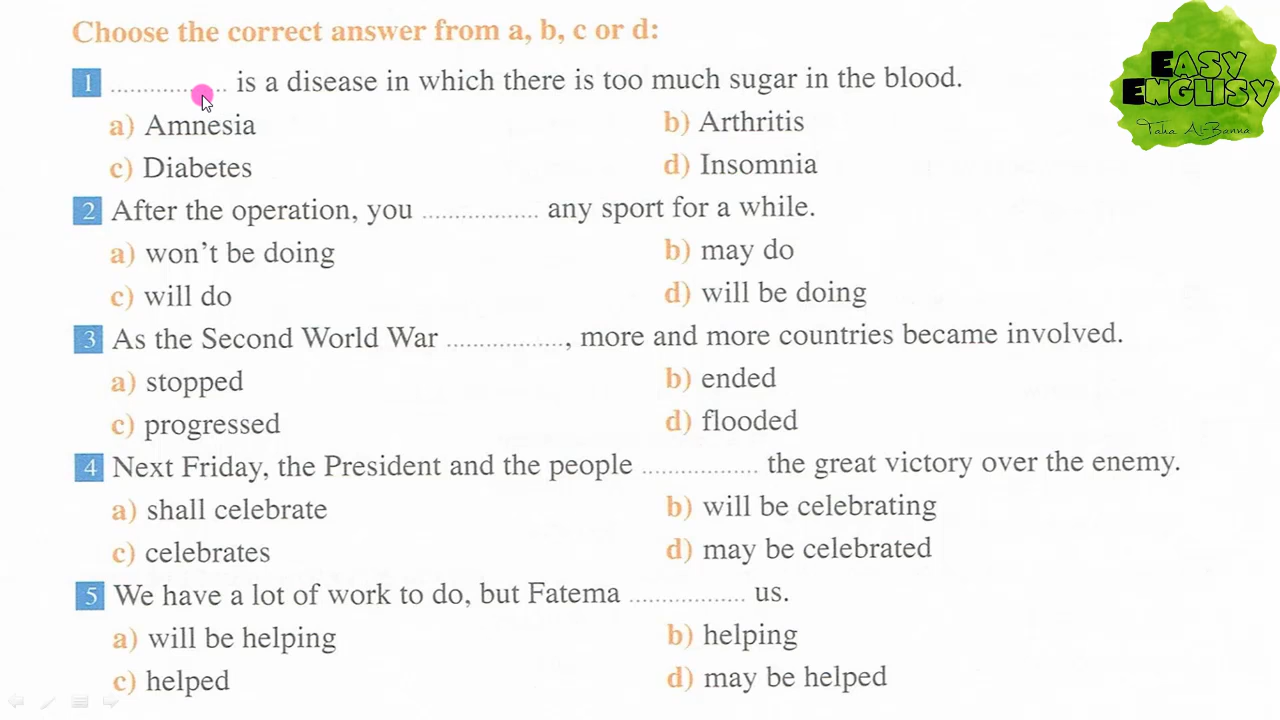 Choose the correct answer from a, b, c or d:
EASY
ENGLISY
Taha Al-Banna
1 ................ is a disease in which there is too much sugar in the blood.
a) Amnesia b) Arthritis
c) Diabetes d) Insomnia
2 After the operation, you ................ any sport for a while.
a) won't be doing b) may do
c) will do d) will be doing
3 As the Second World War ................, more and more countries became involved.
a) stopped b) ended
c) progressed d) flooded
4 Next Friday, the President and the people ................ the great victory over the enemy.
a) shall celebrate b) will be celebrating
c) celebrates d) may be celebrated
5 We have a lot of work to do, but Fatema ................ us.
a) will be helping b) helping
c) helped d) may be helped